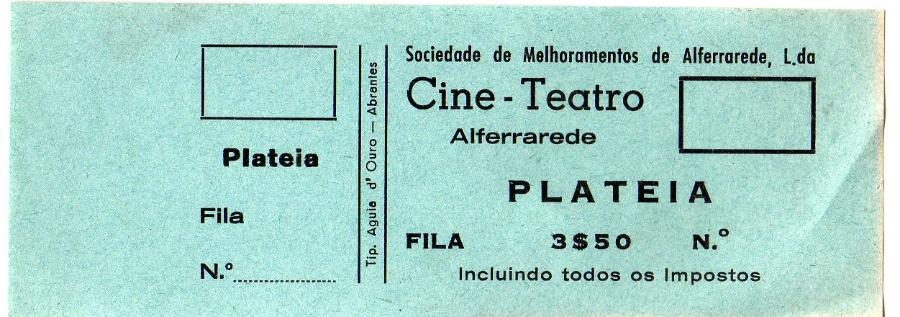 Plateia
Fila
N.º
Tip. Aguia d' Ouro — Abrantes
Sociedade de Melhoramentos de Alferrarede, L.da
Cine-Teatro
Alferrarede
PLATEIA
FILA 3$50 N.º
Incluindo todos os Impostos